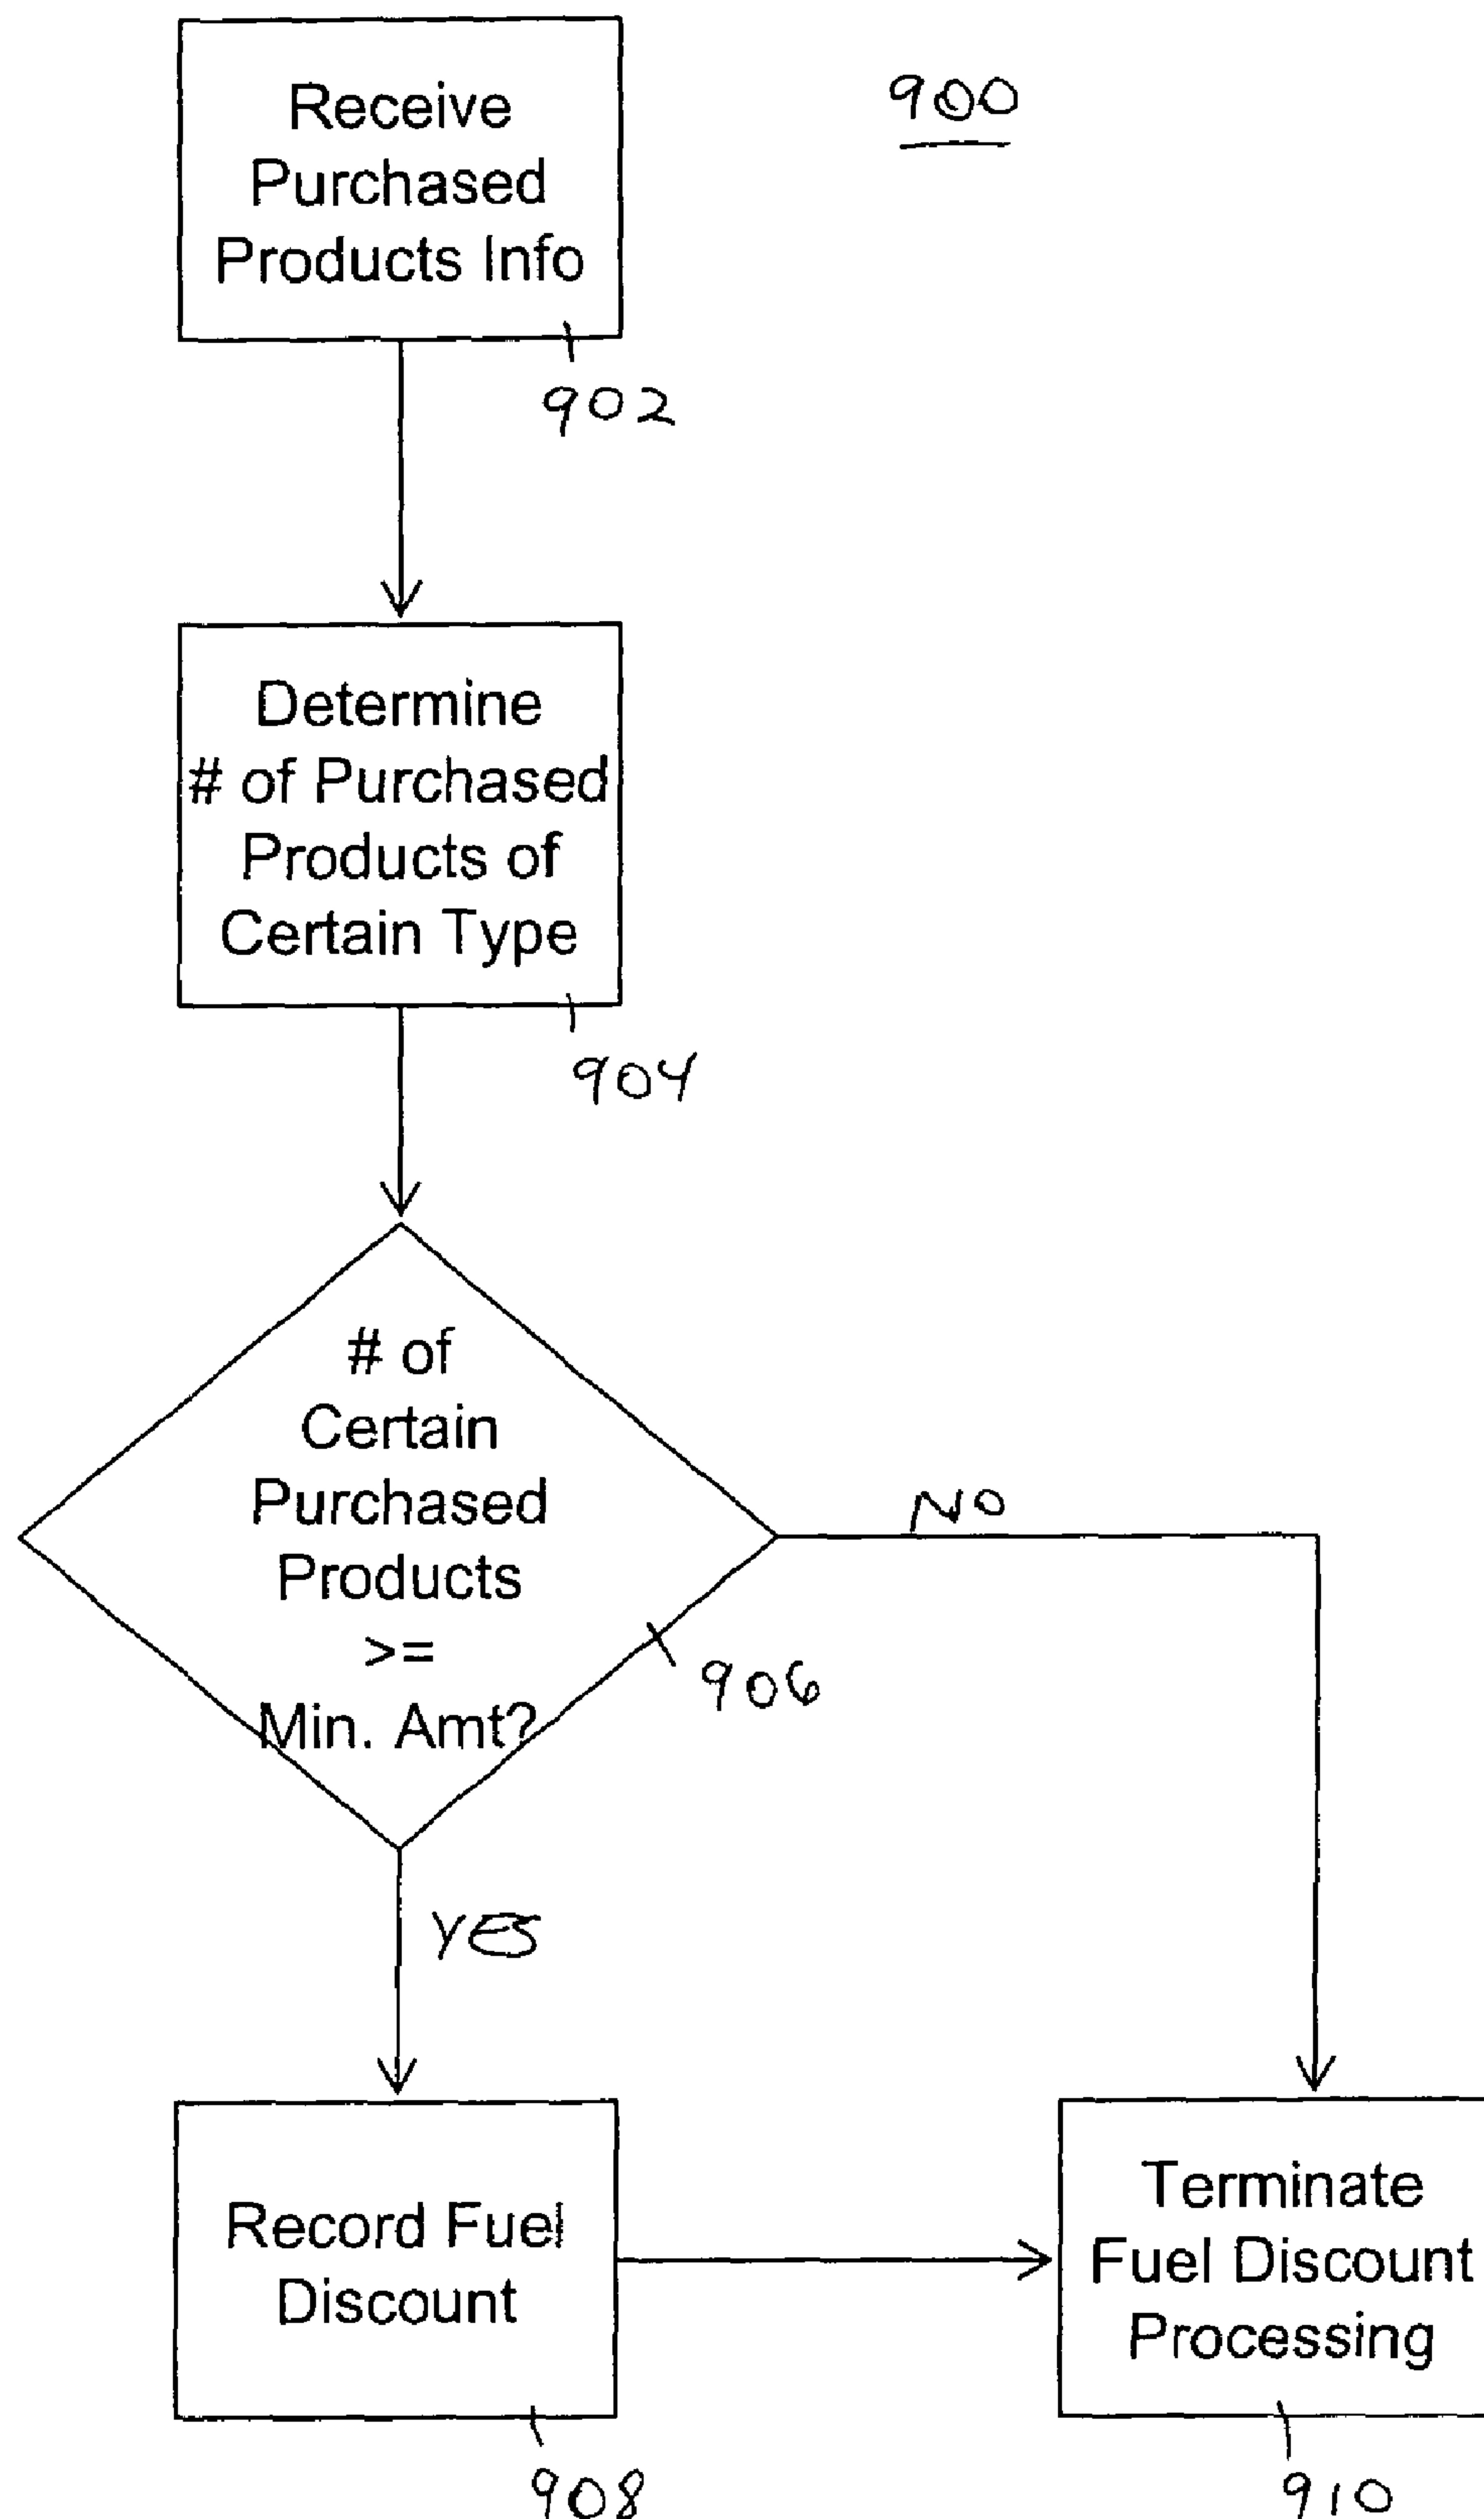 Receive
Purchased
Products Info
900
902
Determine
# of Purchased
Products of
Certain Type
904
# of
Certain
Purchased
Products
>=
Min. Amt?
NO
906
YES
Record Fuel
Discount
908
Terminate
Fuel Discount
Processing
910